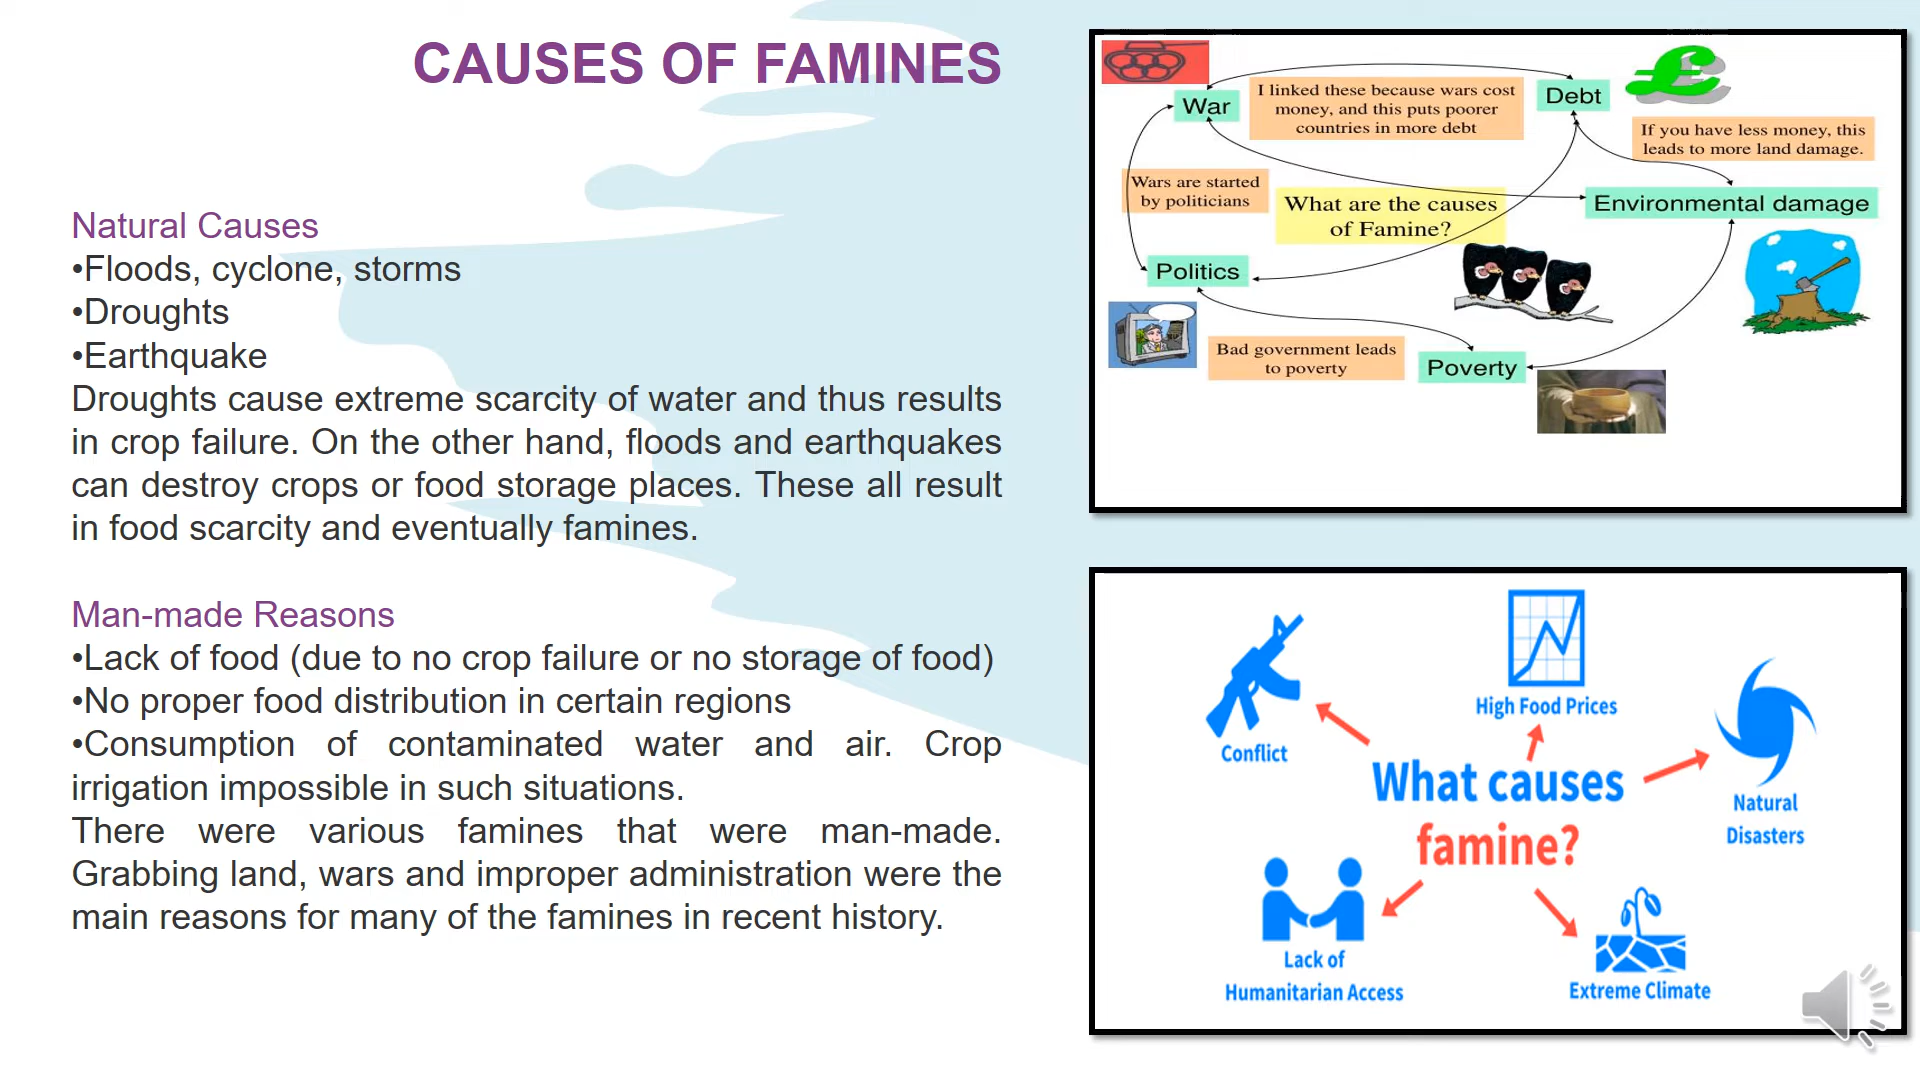 CAUSES OF FAMINES
Natural Causes
•Floods, cyclone, storms
•Droughts
•Earthquake
Droughts cause extreme scarcity of water and thus results
in crop failure. On the other hand, floods and earthquakes
can destroy crops or food storage places. These all result
in food scarcity and eventually famines.
Man-made Reasons
•Lack of food (due to no crop failure or no storage of food)
•No proper food distribution in certain regions
•Consumption of contaminated water and air. Crop
irrigation impossible in such situations.
There were various famines that were man-made.
Grabbing land, wars and improper administration were the
main reasons for many of the famines in recent history.
War
I linked these because wars cost
money, and this puts poorer
countries in more debt
Debt
If you have less money, this
leads to more land damage.
Wars are started
by politicians
What are the causes
of Famine?
Environmental damage
Politics
Bad government leads
to poverty
Poverty
Conflict
High Food Prices
Natural
Disasters
What causes
famine?
Lack of
Humanitarian Access
Extreme Climate